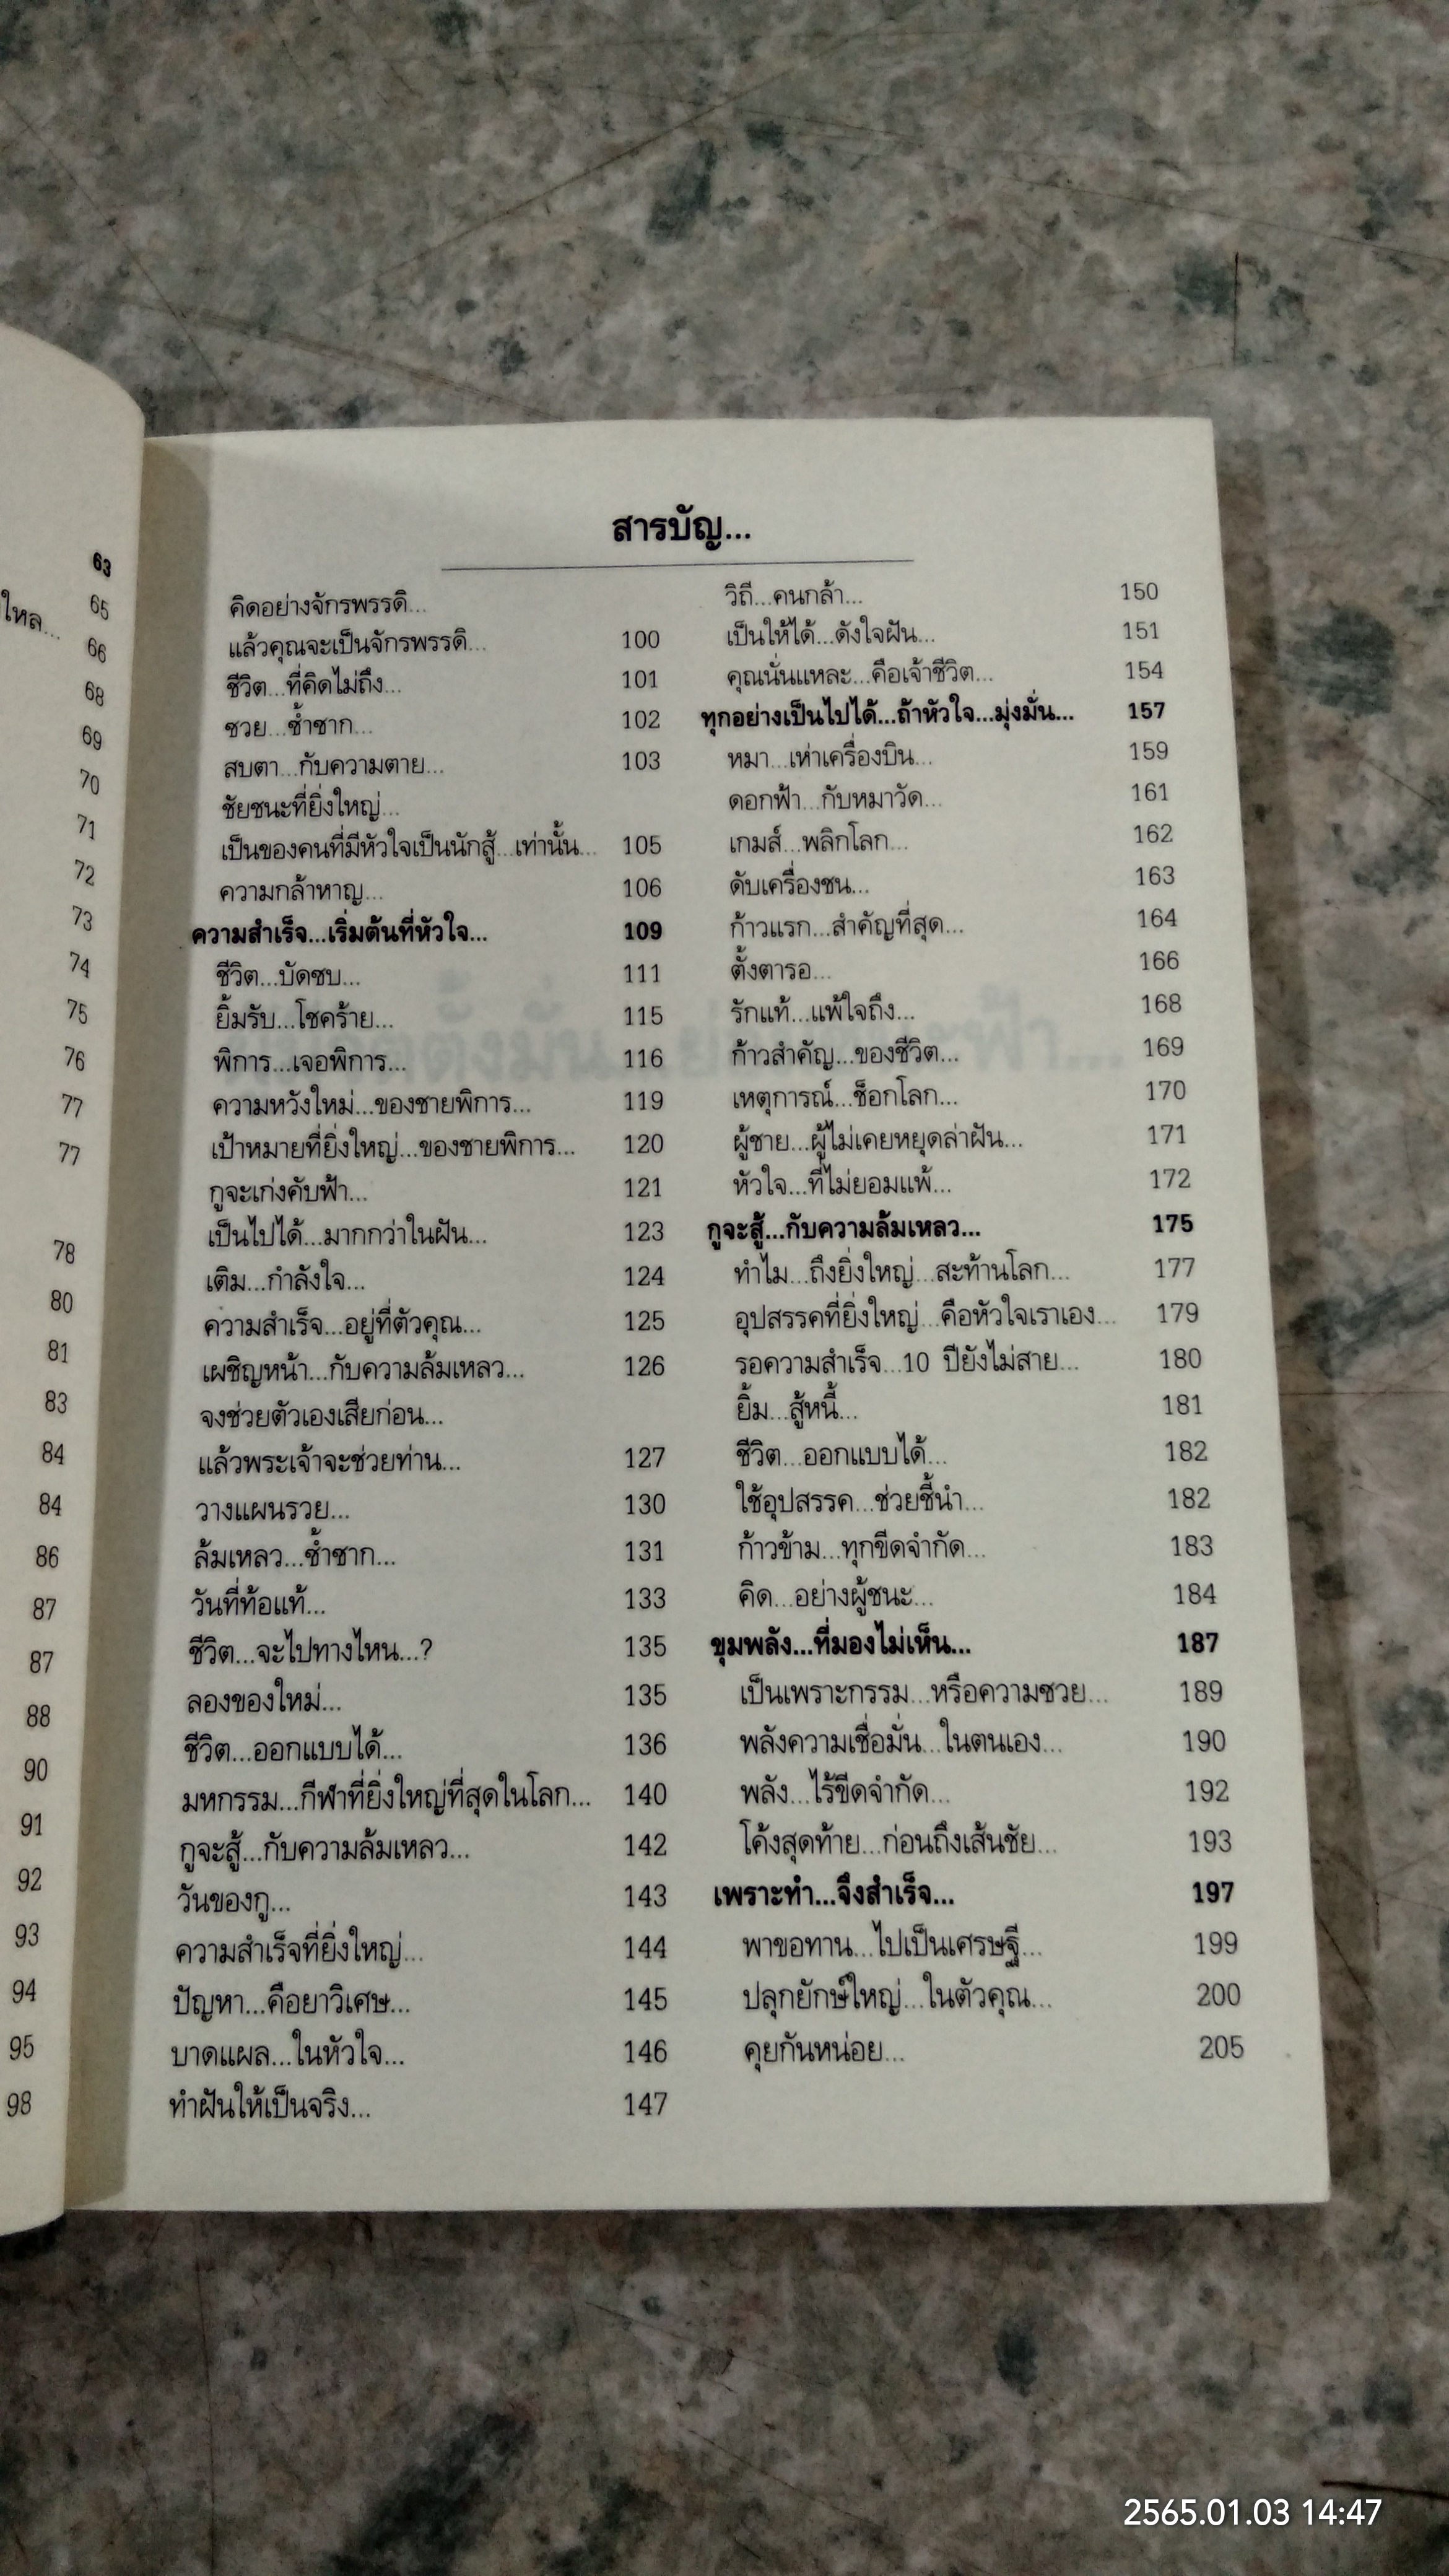 63
65
66
68
69
70
71
72
73
74
75
76
77
77
78
80
81
83
84
84
86
87
87
88
90
91
92
93
94
95
98
สารบัญ...
คิดอย่างจักรพรรดิ...
แล้วคุณจะเป็นจักรพรรดิ... 100
ชีวิต...ที่คิดไม่ถึง... 101
ซวย...ซ้ำซาก... 102
สบตา...กับความตาย... 103
ชัยชนะที่ยิ่งใหญ่...
เป็นของคนที่มีหัวใจเป็นนักสู้...เท่านั้น... 105
ความกล้าหาญ... 106
ความสำเร็จ...เริ่มต้นที่หัวใจ... 109
ชีวิต...บัดซบ... 111
ยิ้มรับ...โชคร้าย... 115
พิการ...เจอพิการ... 116
ความหวังใหม่...ของชายพิการ... 119
เป้าหมายที่ยิ่งใหญ่...ของชายพิการ... 120
กูจะเก่งคับฟ้า... 121
เป็นไปได้...มากกว่าในฝัน... 123
เติม...กำลังใจ... 124
ความสำเร็จ...อยู่ที่ตัวคุณ... 125
เผชิญหน้า...กับความล้มเหลว... 126
จงช่วยตัวเองเสียก่อน...
แล้วพระเจ้าจะช่วยท่าน... 127
วางแผนรวย... 130
ล้มเหลว...ซ้ำซาก... 131
วันที่ท้อแท้... 133
ชีวิต...จะไปทางไหน...? 135
ลองของใหม่... 135
ชีวิต...ออกแบบได้... 136
มหกรรม...กีฬาที่ยิ่งใหญ่ที่สุดในโลก... 140
กูจะสู้...กับความล้มเหลว... 142
วันของกู... 143
ความสำเร็จที่ยิ่งใหญ่... 144
ปัญหา...คือยาวิเศษ... 145
บาดแผล...ในหัวใจ... 146
ทำฝันให้เป็นจริง... 147
วิถี...คนกล้า... 150
เป็นให้ได้...ดังใจฝัน... 151
คุณนั่นแหละ...คือเจ้าชีวิต... 154
ทุกอย่างเป็นไปได้...ถ้าหัวใจ...มุ่งมั่น... 157
หมา...เห่าเครื่องบิน... 159
ดอกฟ้า...กับหมาวัด... 161
เกมส์...พลิกโลก... 162
ดับเครื่องชน... 163
ก้าวแรก...สำคัญที่สุด... 164
ตั้งตารอ... 166
รักแท้...แพ้ใจถึง... 168
ก้าวสำคัญ...ของชีวิต... 169
เหตุการณ์...ช็อกโลก... 170
ผู้ชาย...ผู้ไม่เคยหยุดล่าฝัน... 171
หัวใจ...ที่ไม่ยอมแพ้... 172
กูจะสู้...กับความล้มเหลว... 175
ทำไม...ถึงยิ่งใหญ่...สะท้านโลก... 177
อุปสรรคที่ยิ่งใหญ่...คือหัวใจเราเอง... 179
รอความสำเร็จ...10 ปียังไม่สาย... 180
ยิ้ม...สู้หนี้... 181
ชีวิต...ออกแบบได้... 182
ใช้อุปสรรค...ช่วยชี้นำ... 182
ก้าวข้าม...ทุกขีดจำกัด... 183
คิด...อย่างผู้ชนะ... 184
ขุมพลัง...ที่มองไม่เห็น... 187
เป็นเพราะกรรม...หรือความซวย... 189
พลังความเชื่อมั่น...ในตนเอง... 190
พลัง...ไร้ขีดจำกัด... 192
โค้งสุดท้าย...ก่อนถึงเส้นชัย... 193
เพราะทำ...จึงสำเร็จ... 197
พาขอทาน...ไปเป็นเศรษฐี... 199
ปลุกยักษ์ใหญ่...ในตัวคุณ... 200
คุยกันหน่อย... 205
2565.01.03 14:47